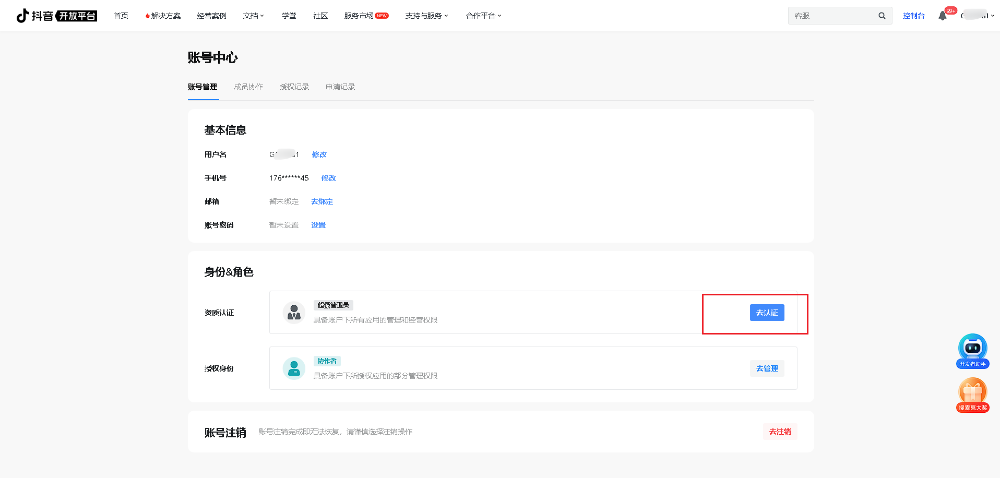 抖音 开放平台 首页 解决方案 经营案例 文档 学堂 社区 服务市场 NEW 支持与服务 合作平台 客服 控制台 99+
账号中心
账号管理 成员协作 授权记录 申请记录
基本信息
用户名 修改
手机号 176******45 修改
邮箱 暂未绑定 去绑定
账号密码 暂未设置 设置
身份&角色
资质认证 超级管理员 去认证
具备账户下所有应用的管理和经营权限
授权身份 协作者 去管理
具备账户下所授权应用的部分管理权限
开发者助手
搜索赢大奖
账号注销 账号注销完成即无法恢复，请谨慎选择注销操作 去注销